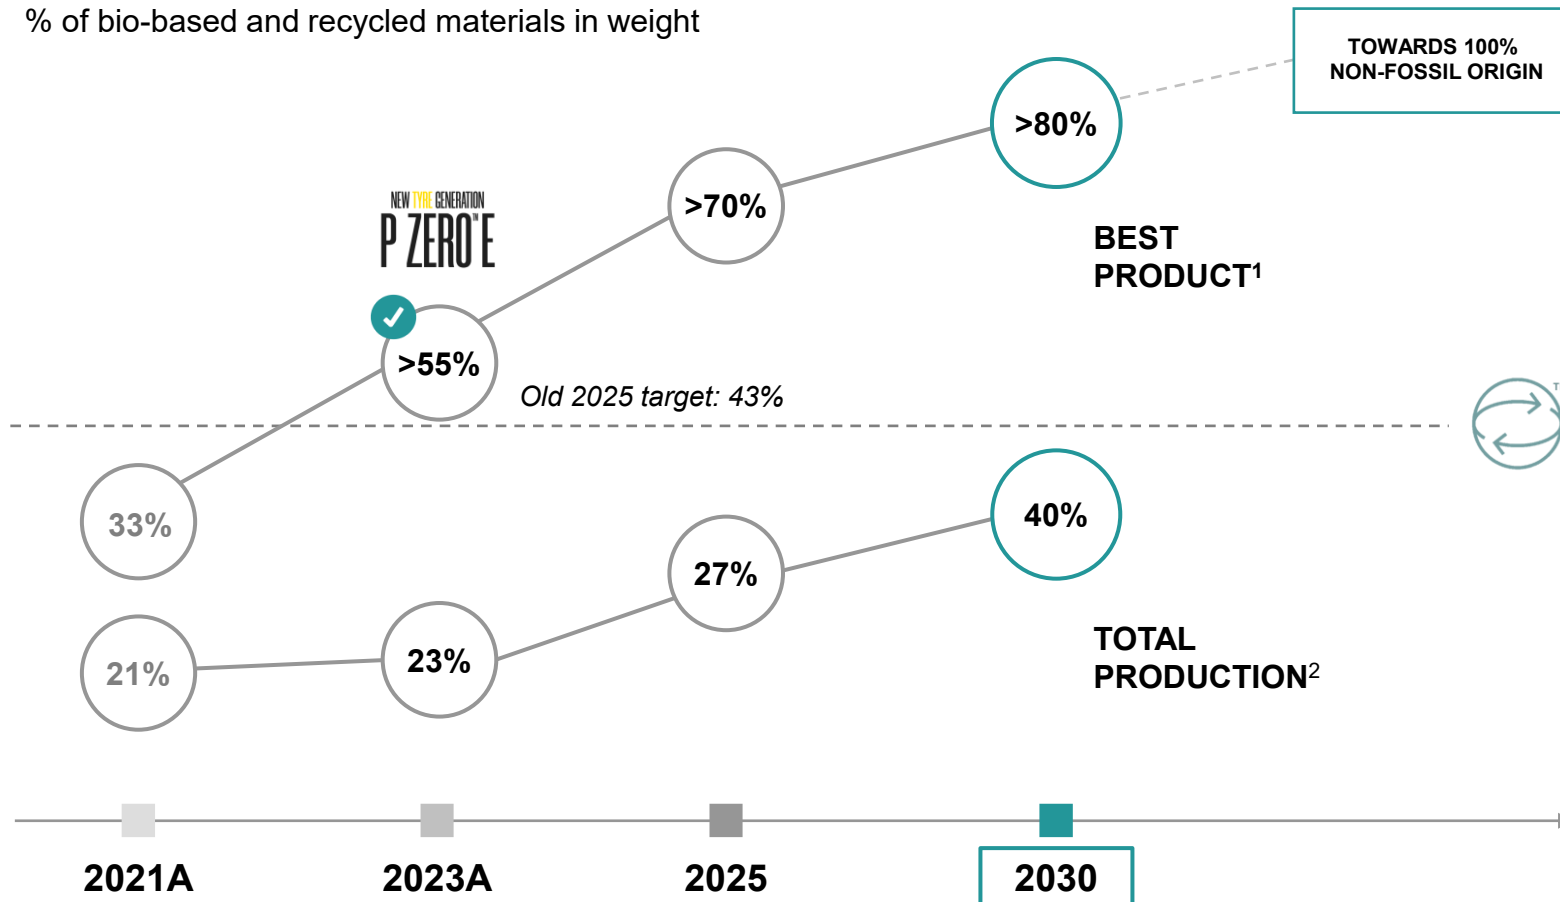 % of bio-based and recycled materials in weight
TOWARDS 100%
NON-FOSSIL ORIGIN
>80%
>70%
NEW TYRE GENERATION
P ZERO™ E
BEST
PRODUCT¹
>55%
Old 2025 target: 43%
33%
40%
27%
TOTAL
PRODUCTION²
23%
21%
2021A
2023A
2025
2030